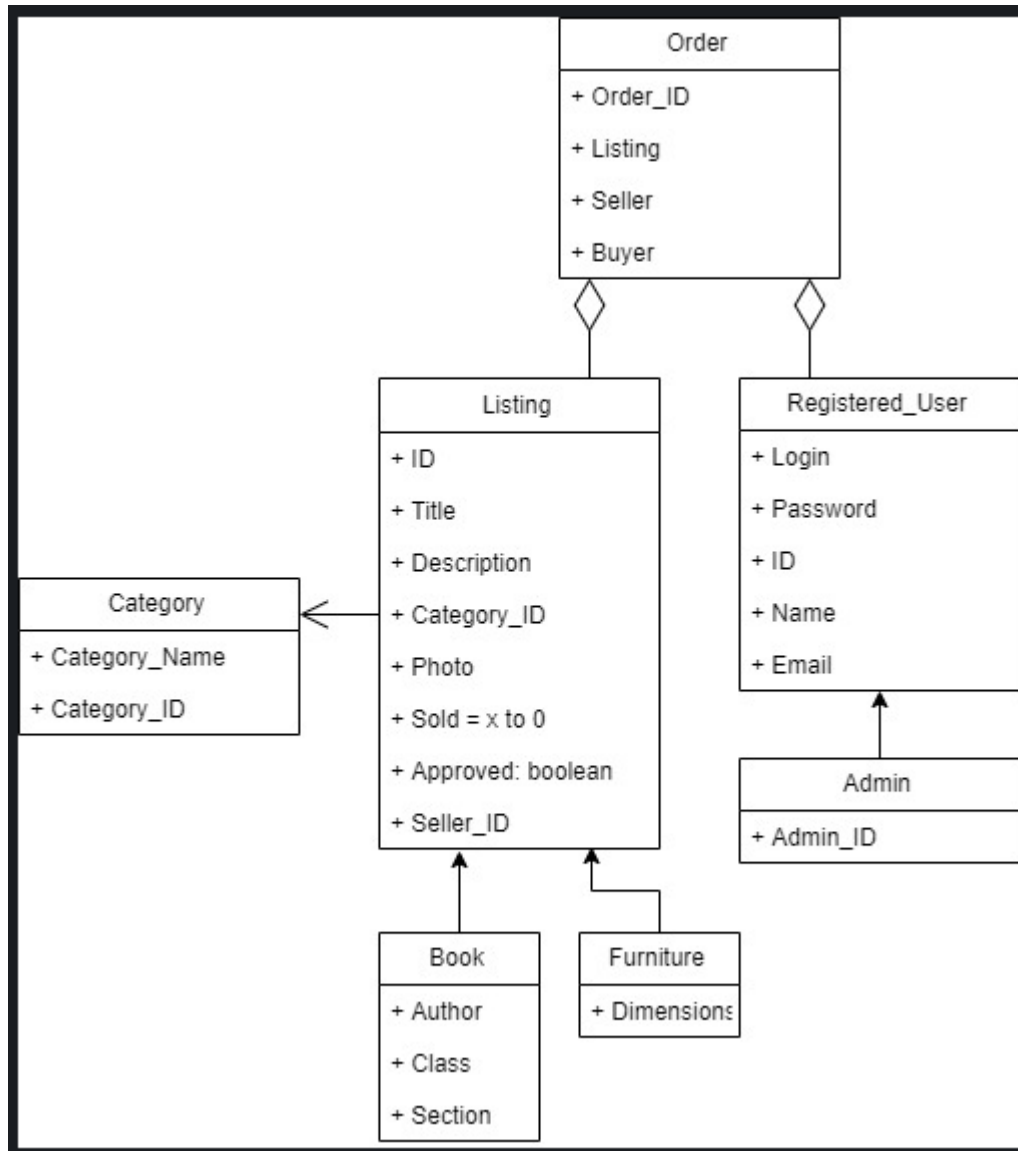 Order
+ Order_ID
+ Listing
+ Seller
+ Buyer
Listing
+ ID
+ Title
+ Description
+ Category_ID
+ Photo
+ Sold = x to 0
+ Approved: boolean
+ Seller_ID
Registered_User
+ Login
+ Password
+ ID
+ Name
+ Email
Category
+ Category_Name
+ Category_ID
Admin
+ Admin_ID
Book
+ Author
+ Class
+ Section
Furniture
+ Dimensions